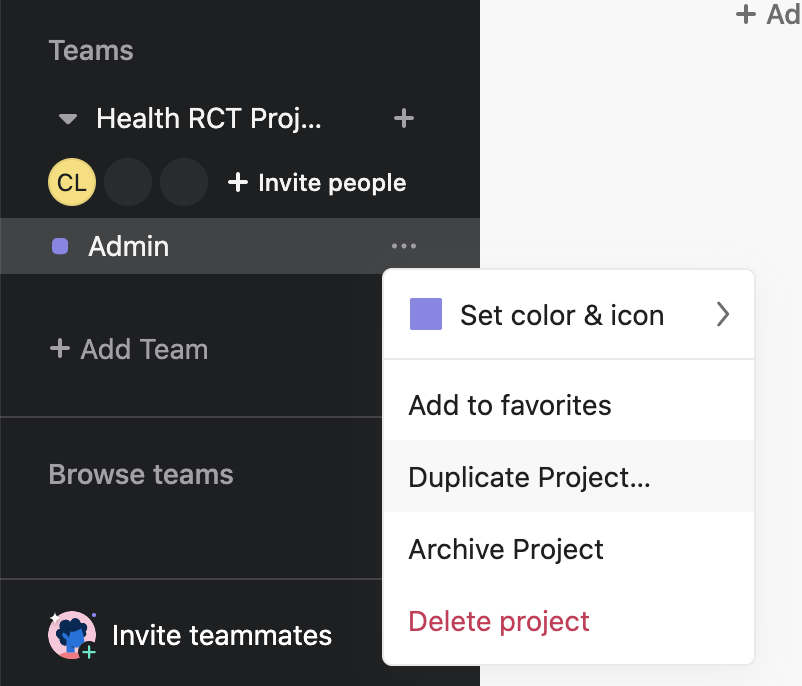 Teams
+ Ad
Health RCT Proj... +
CL + Invite people
Admin ...
Set color & icon
+ Add Team
Add to favorites
Browse teams
Duplicate Project...
Archive Project
Invite teammates
Delete project